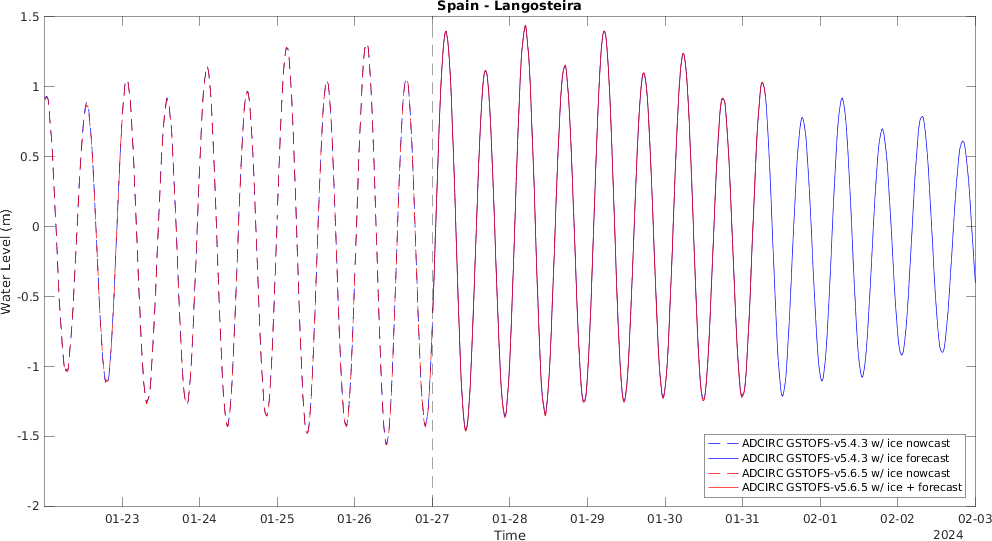 Spain - Langosteira
1.5
1
0.5
0
-0.5
-1
-1.5
-2
Water Level (m)
01-23 01-24 01-25 01-26 01-27 01-28 01-29 01-30 01-31 02-01 02-02 02-03
Time
2024
ADCIRC GSTOFS-v5.4.3 w/ ice nowcast
ADCIRC GSTOFS-v5.4.3 w/ ice forecast
ADCIRC GSTOFS-v5.6.5 w/ ice nowcast
ADCIRC GSTOFS-v5.6.5 w/ ice + forecast